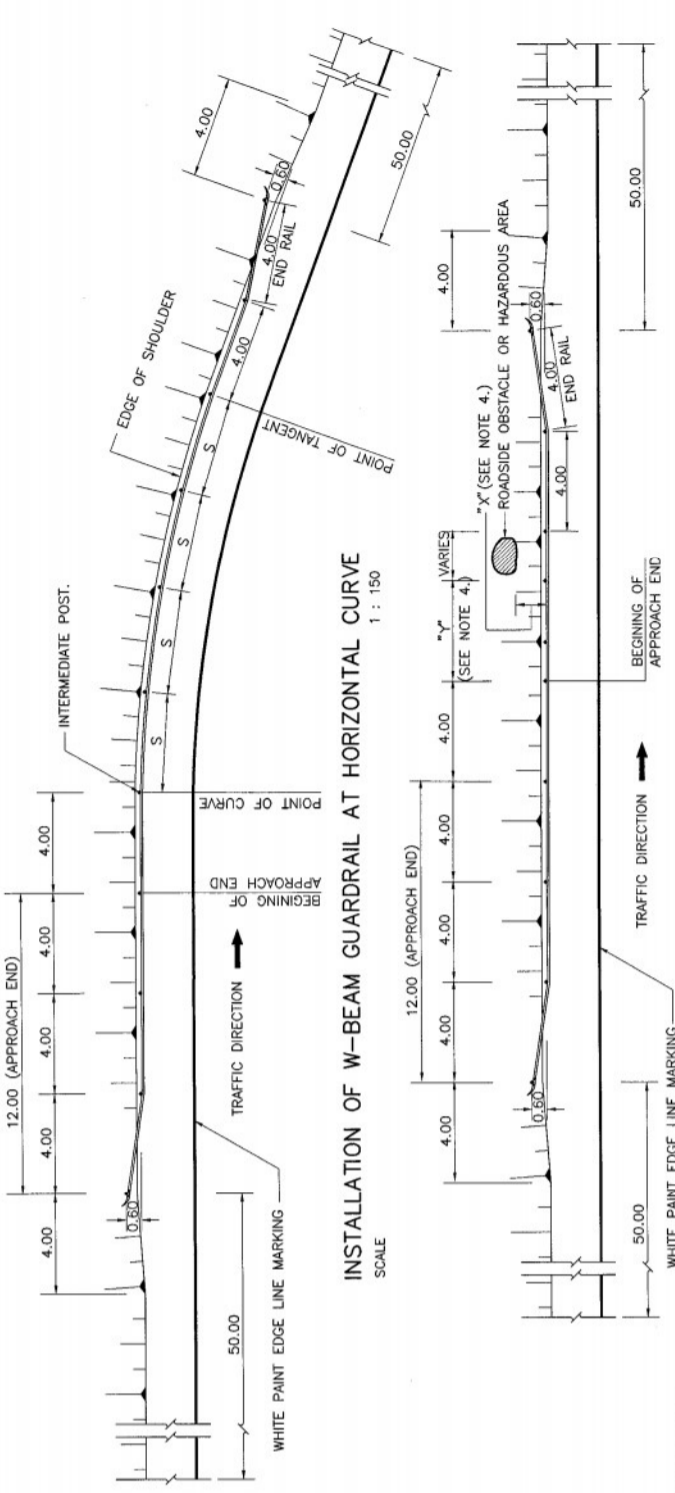 12.00 (APPROACH END)
4.00
4.00
4.00
4.00
4.00
0.60
INTERMEDIATE POST.
EDGE OF SHOULDER
4.00
0.60
4.00
END RAIL
4.00
S
S
S
S
POINT OF TANGENT
POINT OF CURVE
BEGINING OF
APPROACH END
TRAFFIC DIRECTION
50.00
50.00
WHITE PAINT EDGE LINE MARKING
INSTALLATION OF W-BEAM GUARDRAIL AT HORIZONTAL CURVE
SCALE 1 : 150
12.00 (APPROACH END)
4.00
4.00
4.00
4.00
4.00
"Y"
(SEE NOTE 4.)
VARIES
"X" (SEE NOTE 4.)
ROADSIDE OBSTACLE OR HAZARDOUS AREA
4.00
0.60
0.60
4.00
4.00
END RAIL
BEGINING OF
APPROACH END
TRAFFIC DIRECTION
50.00
50.00
WHITE PAINT EDGE LINE MARKING